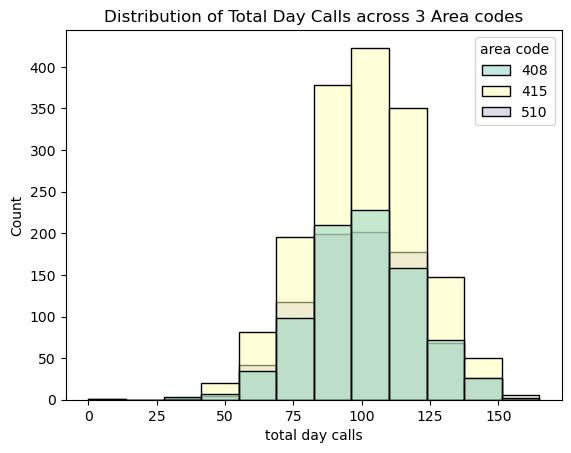 Distribution of Total Day Calls across 3 Area codes
area code
408
415
510
400
350
300
250
200
150
100
50
0
Count
0 25 50 75 100 125 150
total day calls